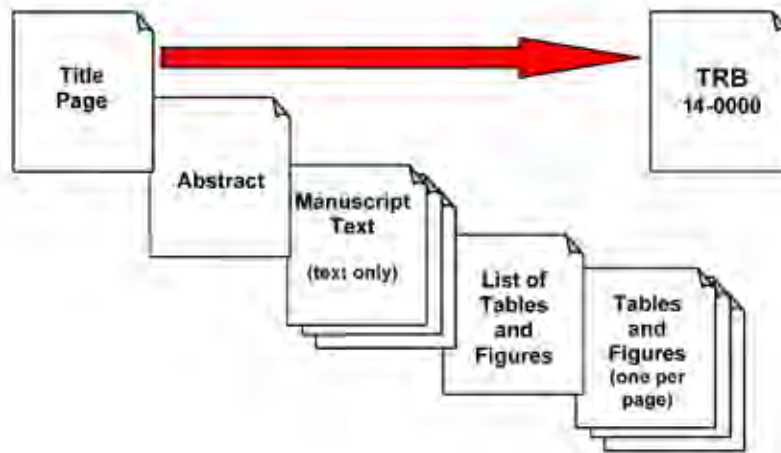 Title
Page
TRB
14-0000
Abstract
Manuscript
Text
(text only)
List of
Tables
and
Figures
Tables
and
Figures
(one per
page)